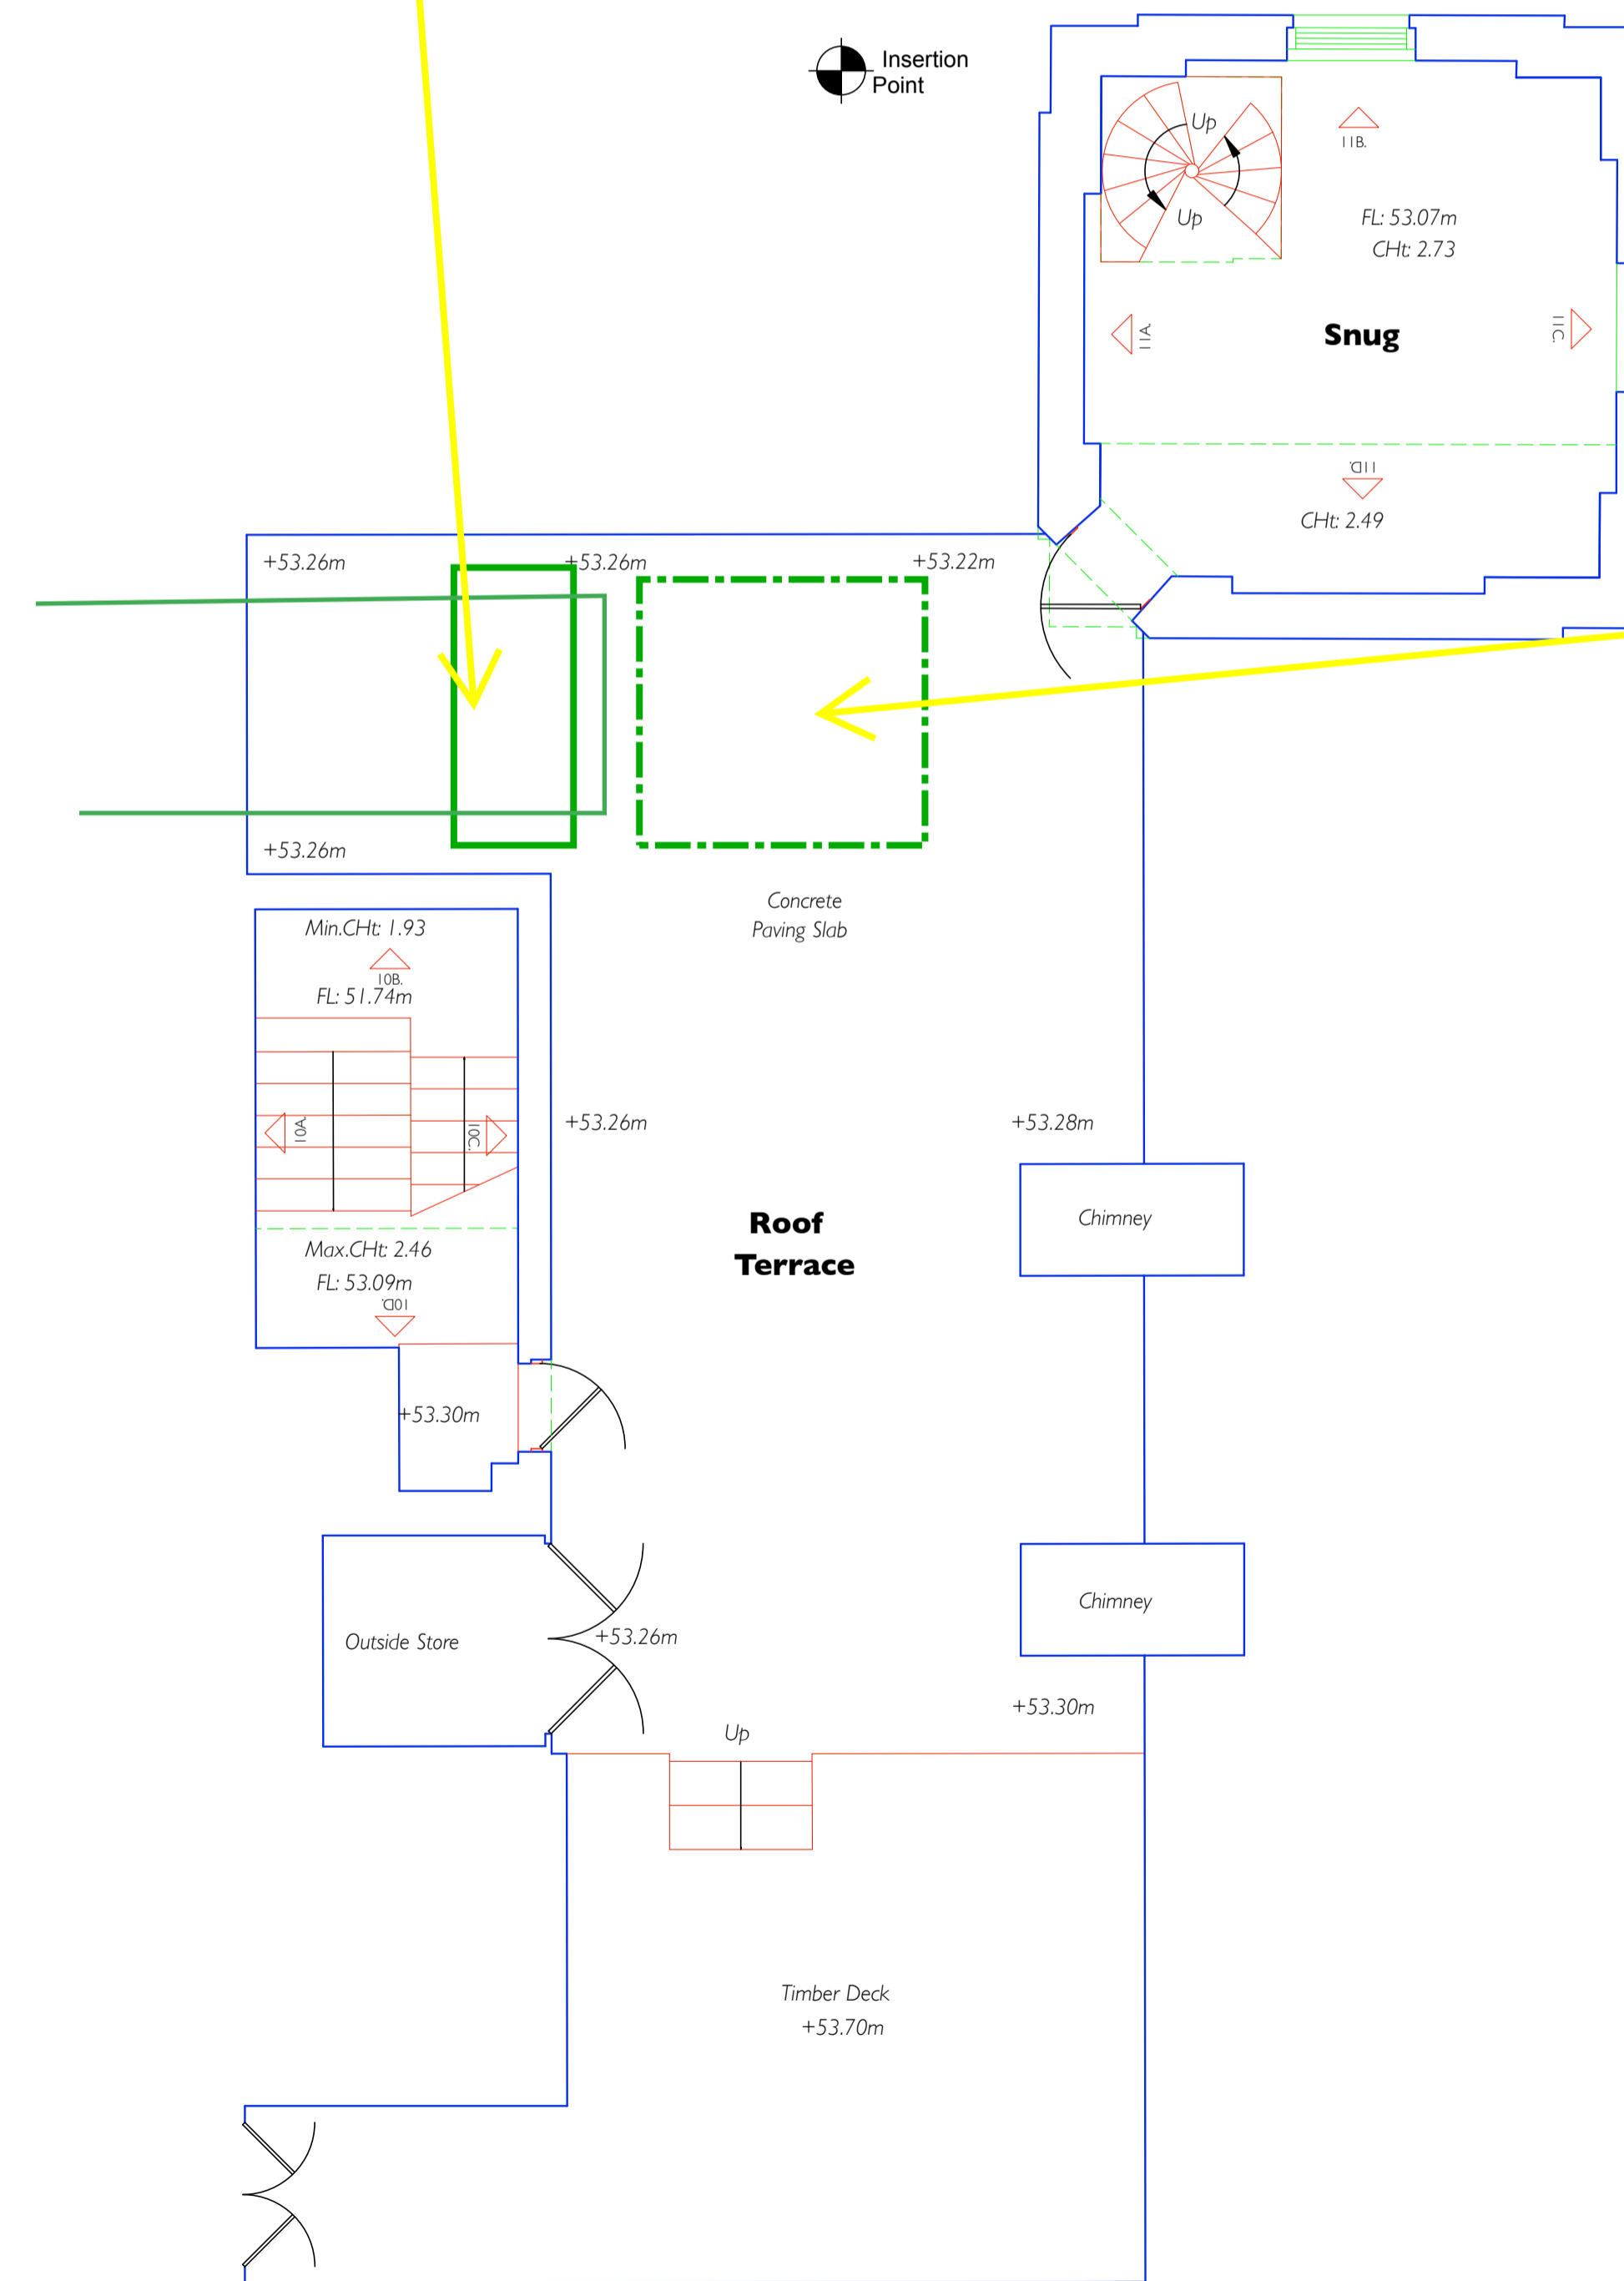 Insertion
Point
Up
Up
11B.
FL: 53.07m
CHt: 2.73
Snug
11A.
11C.
11D.
CHt: 2.49
+53.26m
+53.26m
+53.22m
+53.26m
Concrete
Paving Slab
Min.CHt: 1.93
10B.
FL: 51.74m
10A.
10C.
+53.26m
+53.28m
Chimney
Roof
Terrace
Max.CHt: 2.46
FL: 53.09m
10D.
+53.30m
Outside Store
+53.26m
Chimney
+53.30m
Up
Timber Deck
+53.70m